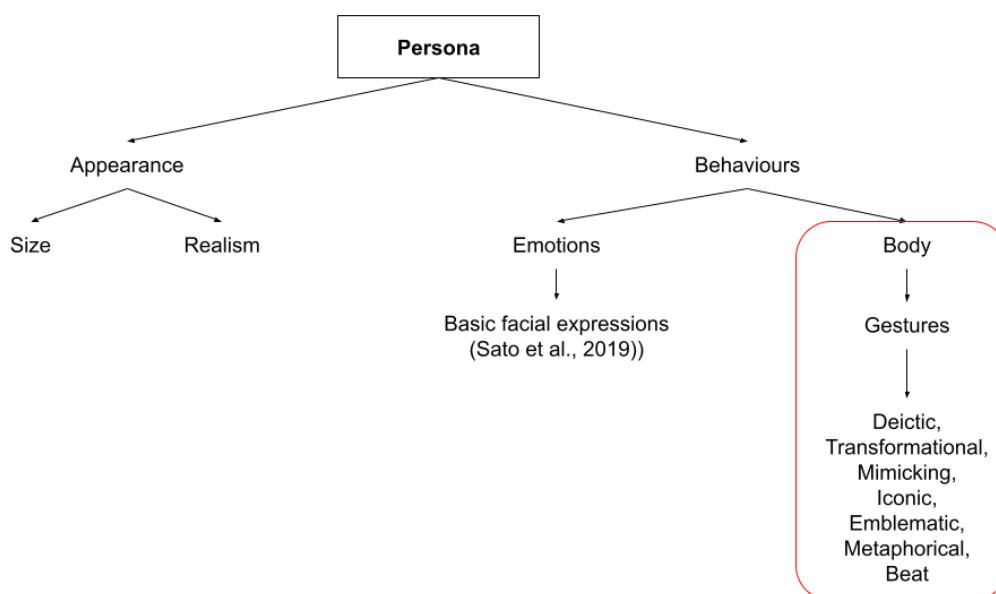 Persona
Appearance
Behaviours
Size
Realism
Emotions
Body
Basic facial expressions
(Sato et al., 2019))
Gestures
Deictic,
Transformational,
Mimicking,
Iconic,
Emblematic,
Metaphorical,
Beat